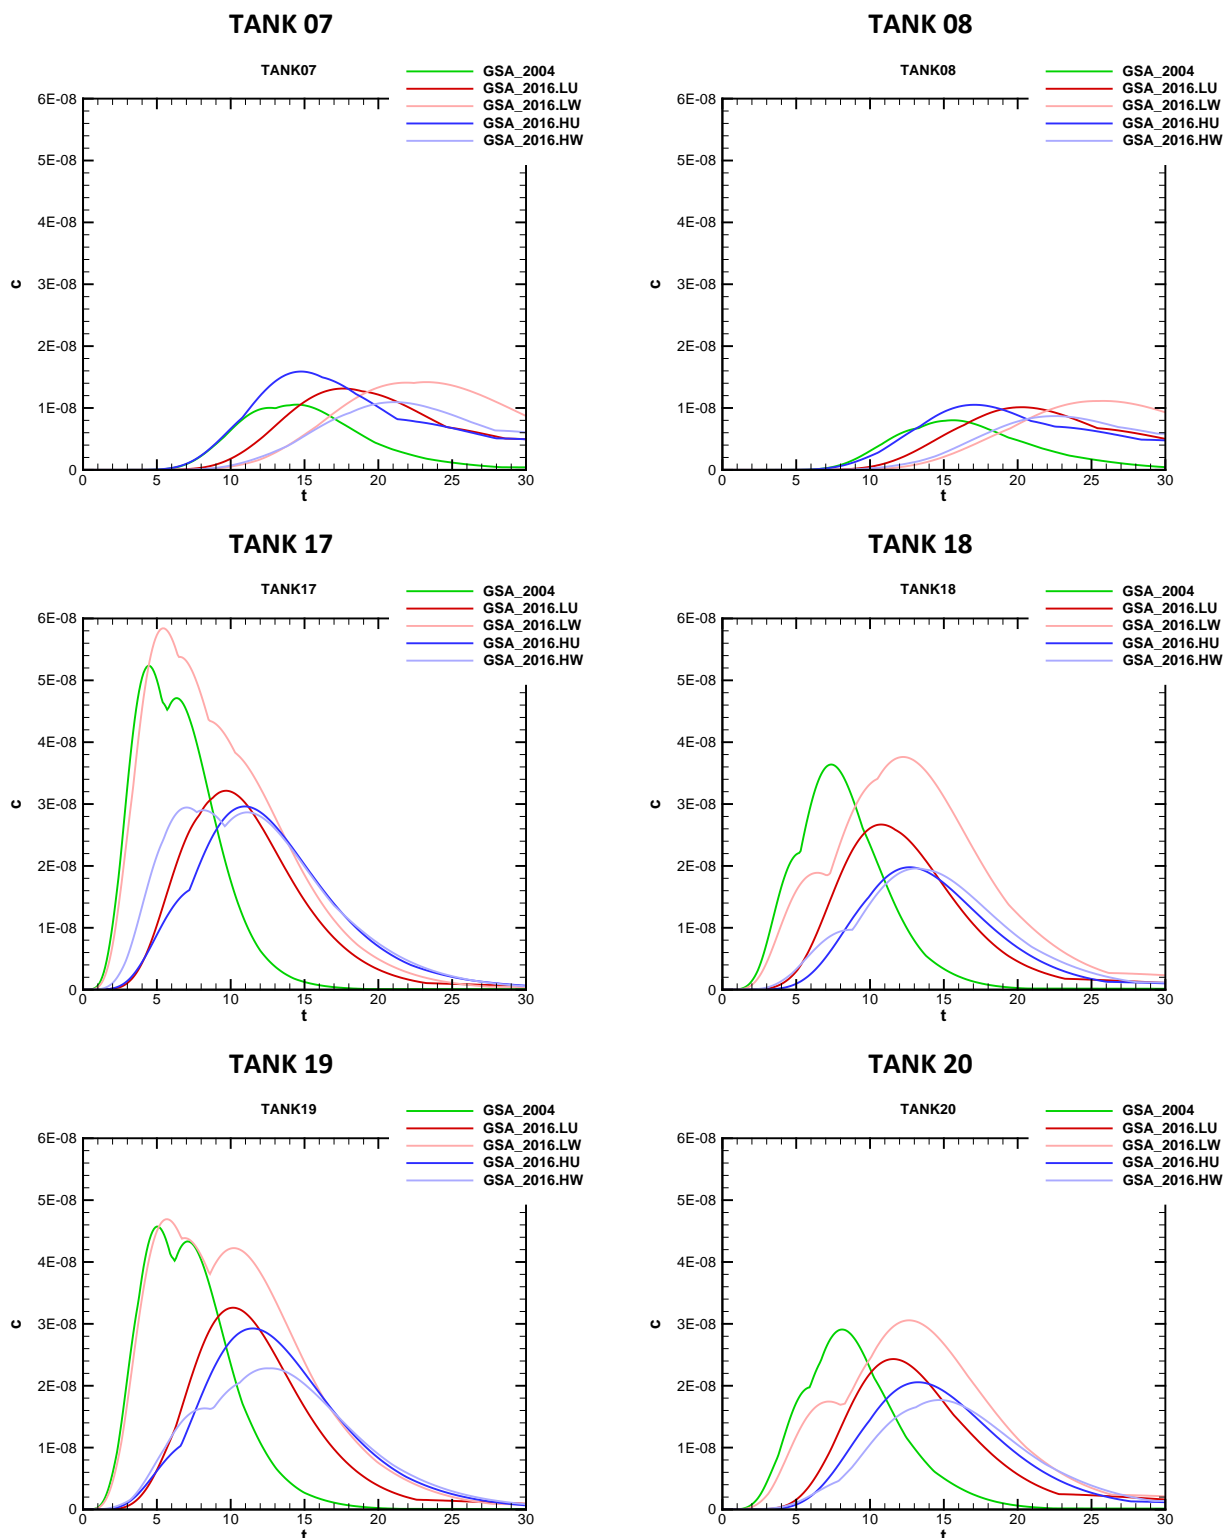 TANK 07
TANK07
GSA_2004
GSA_2016.LU
GSA_2016.LW
GSA_2016.HU
GSA_2016.HW
6E-08
5E-08
4E-08
3E-08
2E-08
1E-08
0
c
0 5 10 15 20 25 30
t
TANK 08
TANK08
GSA_2004
GSA_2016.LU
GSA_2016.LW
GSA_2016.HU
GSA_2016.HW
6E-08
5E-08
4E-08
3E-08
2E-08
1E-08
0
c
0 5 10 15 20 25 30
t
TANK 17
TANK17
GSA_2004
GSA_2016.LU
GSA_2016.LW
GSA_2016.HU
GSA_2016.HW
6E-08
5E-08
4E-08
3E-08
2E-08
1E-08
0
c
0 5 10 15 20 25 30
t
TANK 18
TANK18
GSA_2004
GSA_2016.LU
GSA_2016.LW
GSA_2016.HU
GSA_2016.HW
6E-08
5E-08
4E-08
3E-08
2E-08
1E-08
0
c
0 5 10 15 20 25 30
t
TANK 19
TANK19
GSA_2004
GSA_2016.LU
GSA_2016.LW
GSA_2016.HU
GSA_2016.HW
6E-08
5E-08
4E-08
3E-08
2E-08
1E-08
0
c
0 5 10 15 20 25 30
t
TANK 20
TANK20
GSA_2004
GSA_2016.LU
GSA_2016.LW
GSA_2016.HU
GSA_2016.HW
6E-08
5E-08
4E-08
3E-08
2E-08
1E-08
0
c
0 5 10 15 20 25 30
t